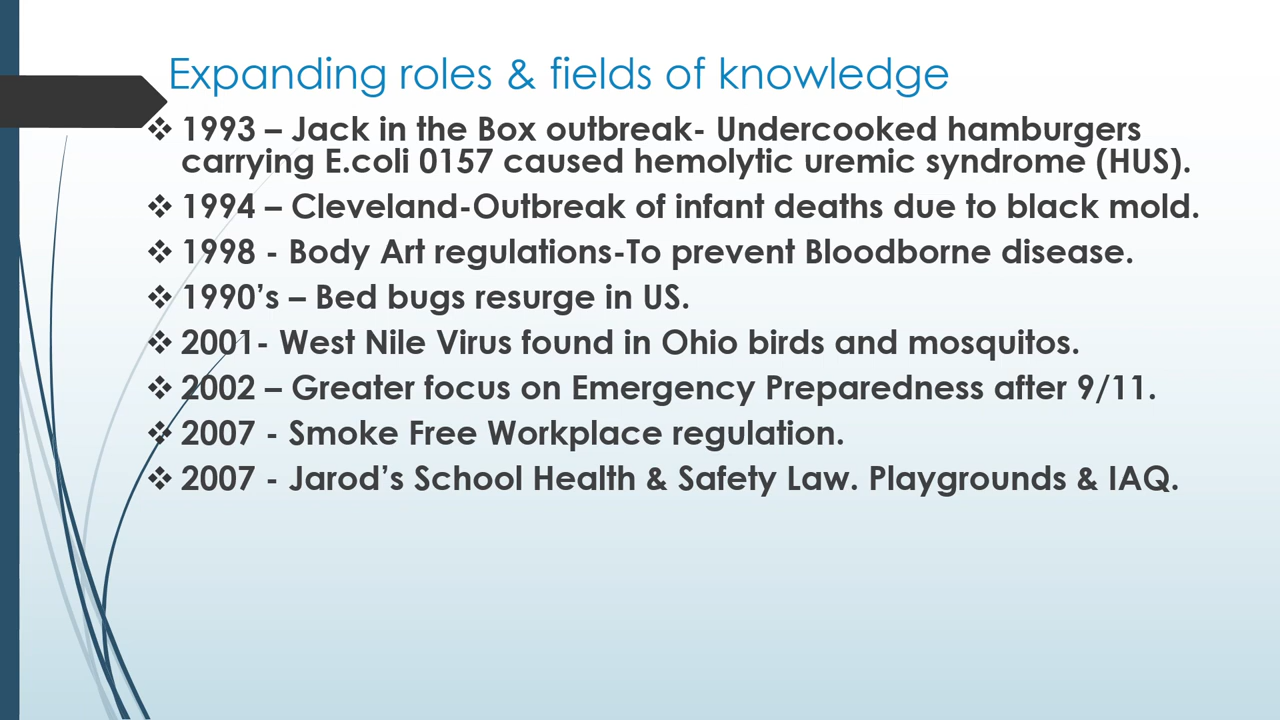 Expanding roles & fields of knowledge
❖ 1993 – Jack in the Box outbreak- Undercooked hamburgers
carrying E.coli 0157 caused hemolytic uremic syndrome (HUS).
❖ 1994 – Cleveland-Outbreak of infant deaths due to black mold.
❖ 1998 - Body Art regulations-To prevent Bloodborne disease.
❖ 1990’s – Bed bugs resurge in US.
❖ 2001- West Nile Virus found in Ohio birds and mosquitos.
❖ 2002 – Greater focus on Emergency Preparedness after 9/11.
❖ 2007 - Smoke Free Workplace regulation.
❖ 2007 - Jarod’s School Health & Safety Law. Playgrounds & IAQ.